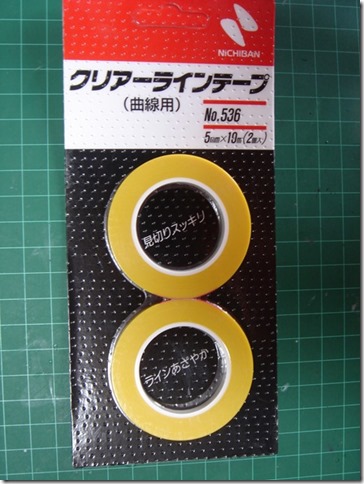 NICHIBAN
クリアーラインテープ
(曲線用)
No.536
5mm×19m(2個入)
見切りスッキリ
ラインあざやか